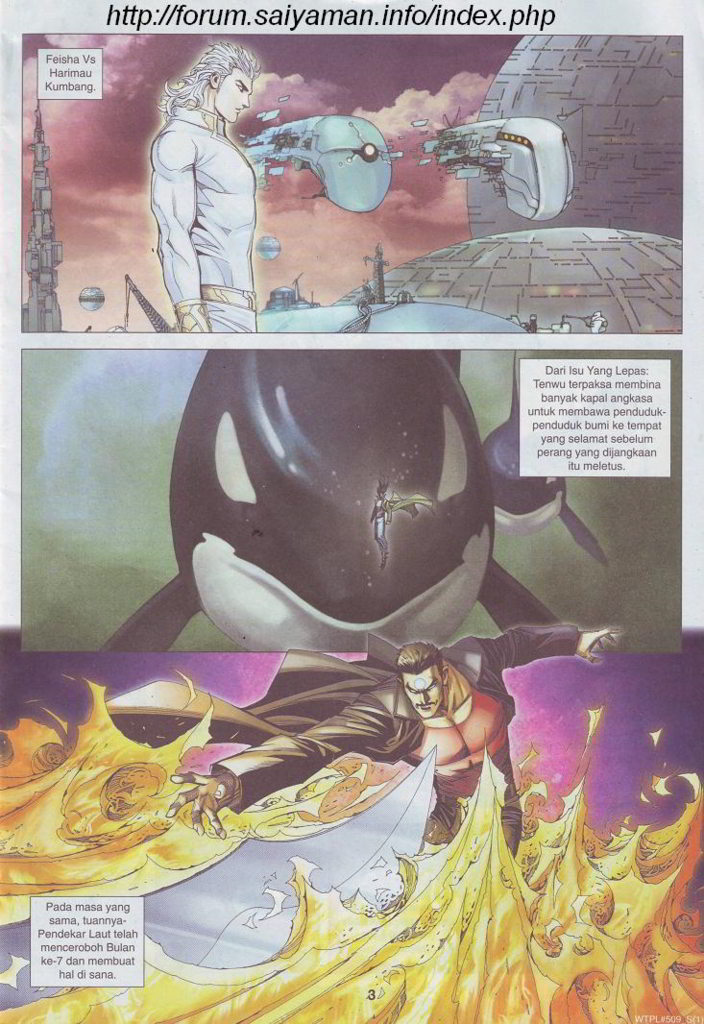 http://forum.saiyaman.info/index.php
Feisha Vs
Harimau
Kumbang.
Dari Isu Yang Lepas:
Tenwu terpaksa membina
banyak kapal angkasa
untuk membawa penduduk-
penduduk bumi ke tempat
yang selamat sebelum
perang yang dijangkaan
itu meletus.
Pada masa yang
sama, tuannya-
Pendekar Laut telah
menceroboh Bulan
ke-7 dan membuat
hal di sana.
3
WTPL#509_S(1)